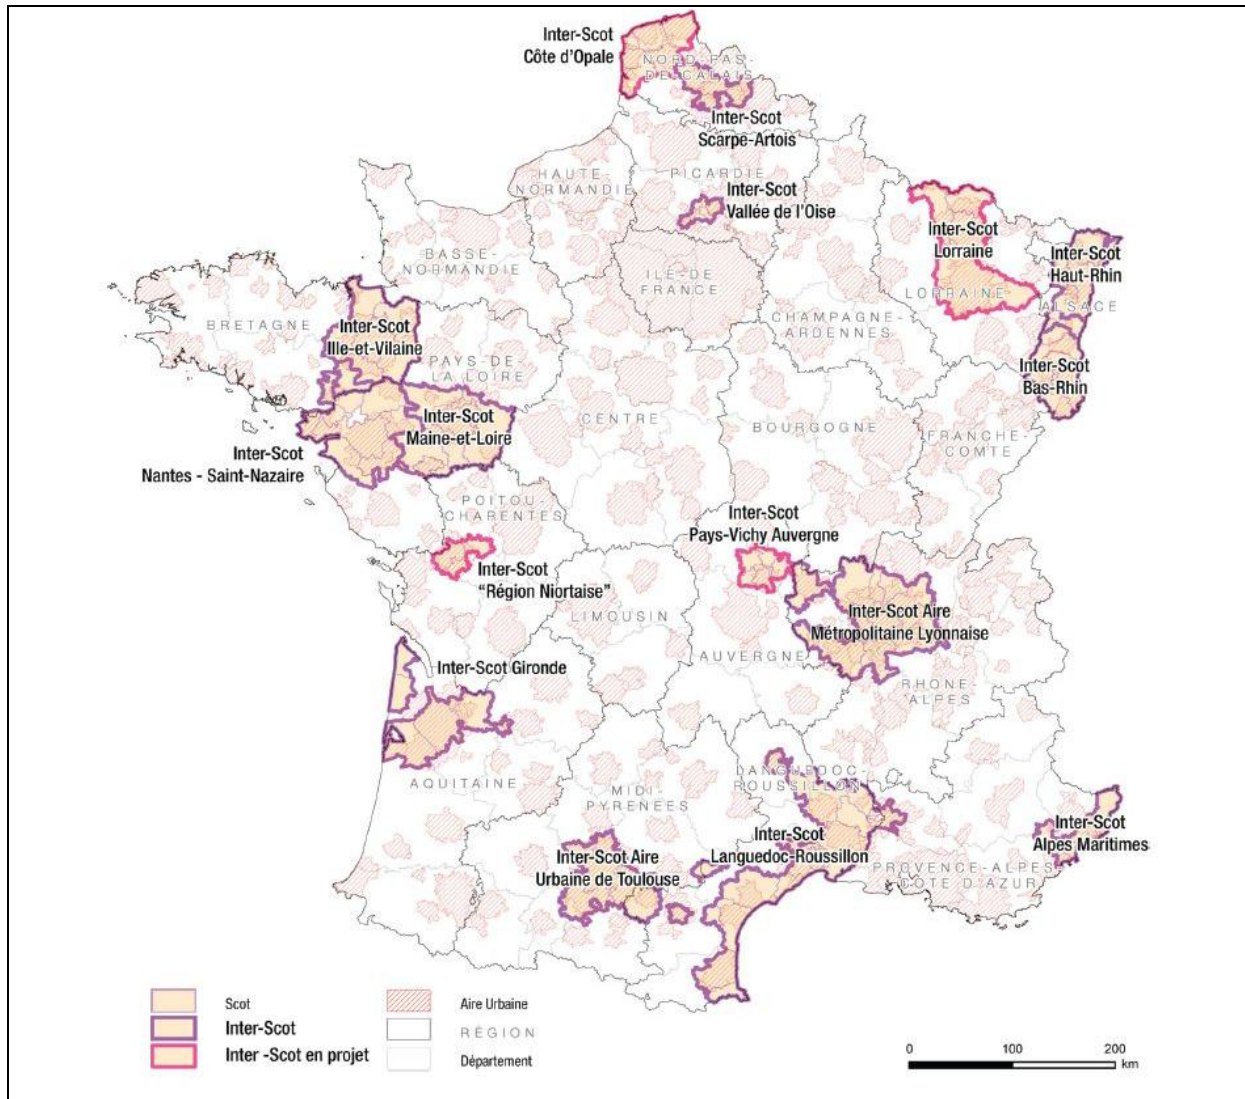 Inter-Scot
Côte d'Opale
NORD-PAS-
DE-CALAIS
Inter-Scot
Scarpe-Artois
HAUTE-
NORMANDIE
PICARDIE
Inter-Scot
Vallée de l'Oise
Inter-Scot
Lorraine
Inter-Scot
Haut-Rhin
BASSE-
NORMANDIE
ILE-DE
FRANCE
LORRAINE
ALSACE
CHAMPAGNE-
ARDENNES
BRETAGNE
Inter-Scot
Ille-et-Vilaine
PAYS-DE-
LA LOIRE
Inter-Scot
Bas-Rhin
Inter-Scot
Maine-et-Loire
CENTRE
BOURGOGNE
FRANCHE-
COMTE
Inter-Scot
Nantes - Saint-Nazaire
POITOU-
CHARENTES
Inter-Scot
Pays-Vichy Auvergne
Inter-Scot
"Région Niortaise"
LIMOUSIN
Inter-Scot Aire
Métropolitaine Lyonnaise
AUVERGNE
Inter-Scot Gironde
RHONE-
ALPES
AQUITAINE
MIDI-
PYRENEES
LANGUEDOC-
ROUSSILLON
Inter-Scot
Languedoc-Roussillon
Inter-Scot
Alpes Maritimes
Inter-Scot Aire
Urbaine de Toulouse
PROVENCE-ALPES
COTE D'AZUR
Scot
Inter-Scot
Inter -Scot en projet
Aire Urbaine
RÉGION
Département
0 100 200
km